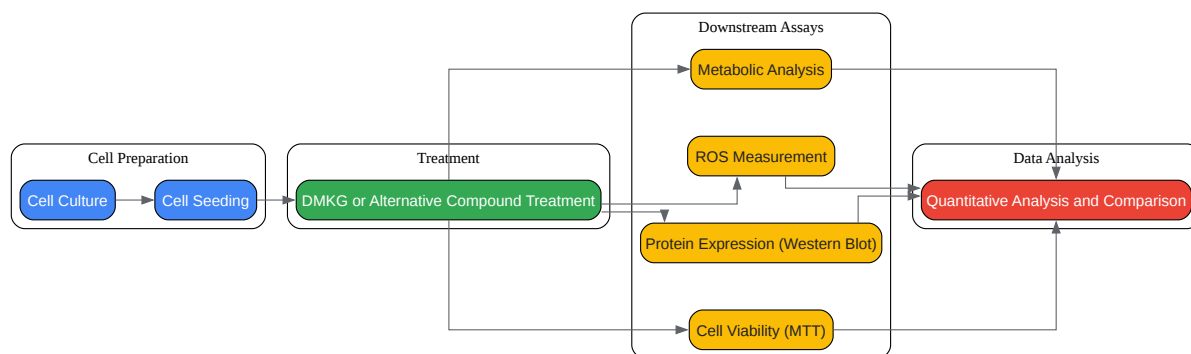 Downstream Assays
Metabolic Analysis
Cell Preparation
Treatment
ROS Measurement
Data Analysis
Cell Culture
Cell Seeding
DMKG or Alternative Compound Treatment
Quantitative Analysis and Comparison
Protein Expression (Western Blot)
Cell Viability (MTT)